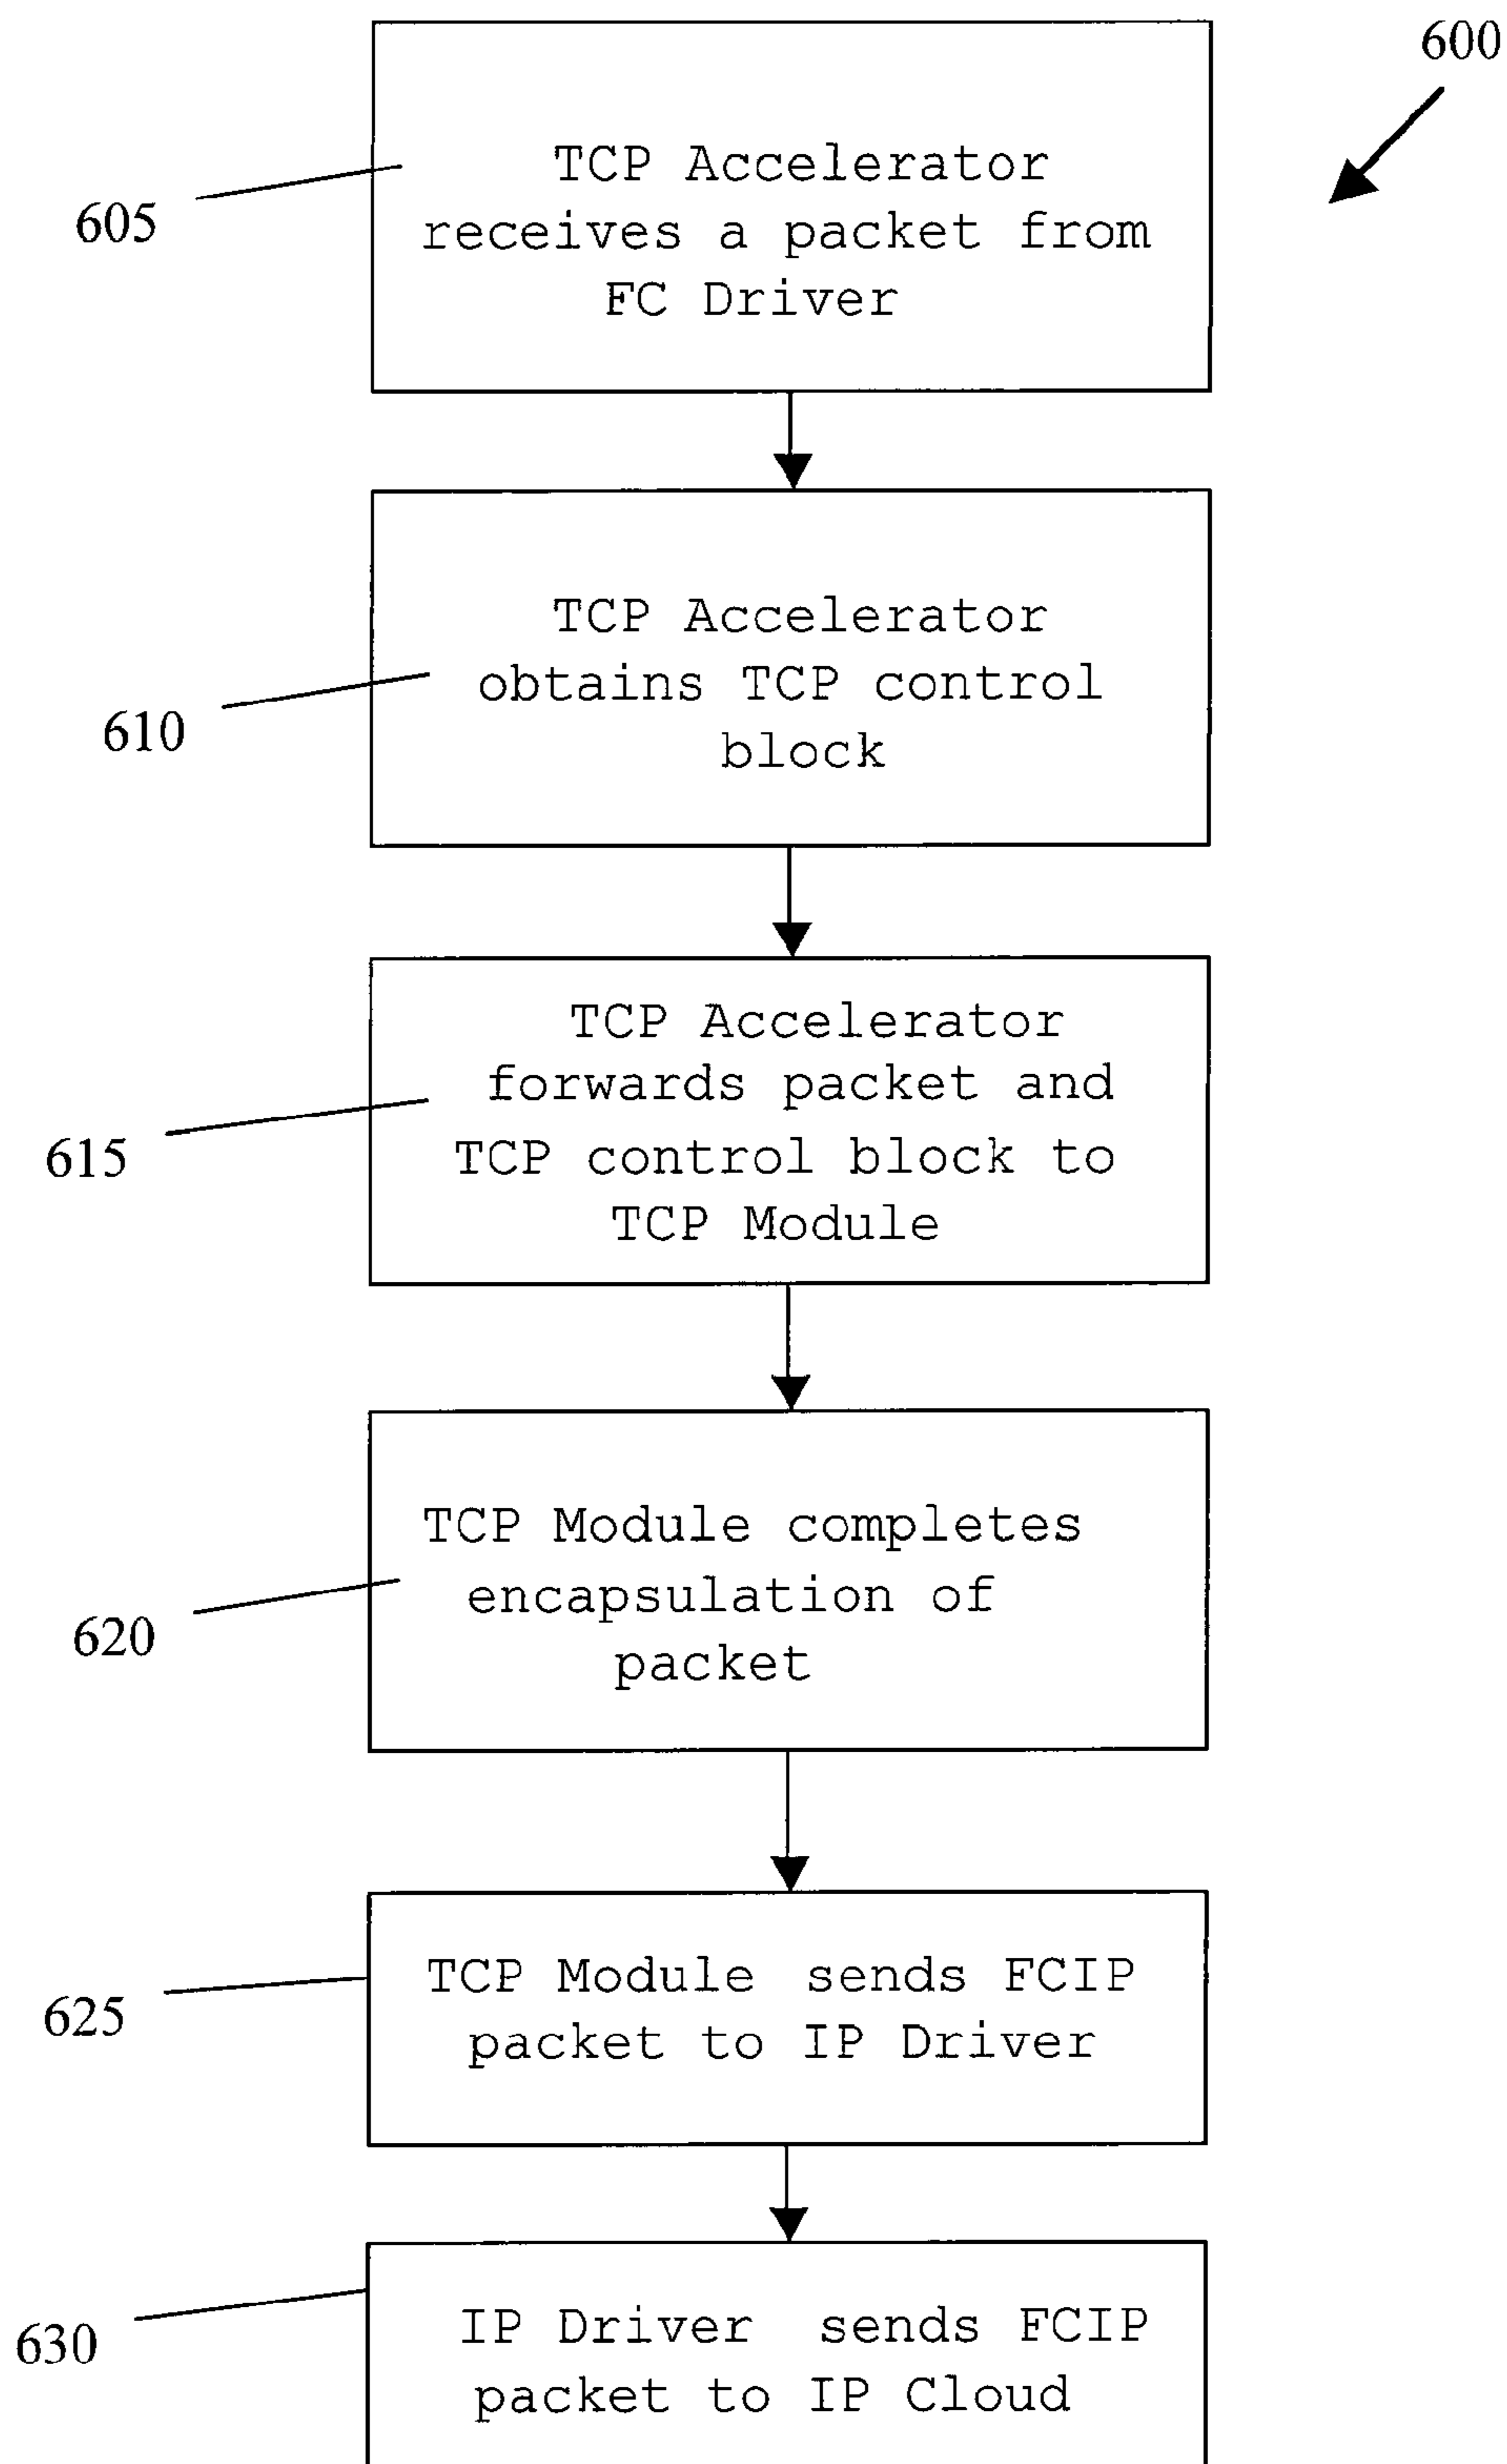 600
TCP Accelerator
receives a packet from
FC Driver
605
TCP Accelerator
obtains TCP control
block
610
TCP Accelerator
forwards packet and
TCP control block to
TCP Module
615
TCP Module completes
encapsulation of
packet
620
TCP Module sends FCIP
packet to IP Driver
625
IP Driver sends FCIP
packet to IP Cloud
630